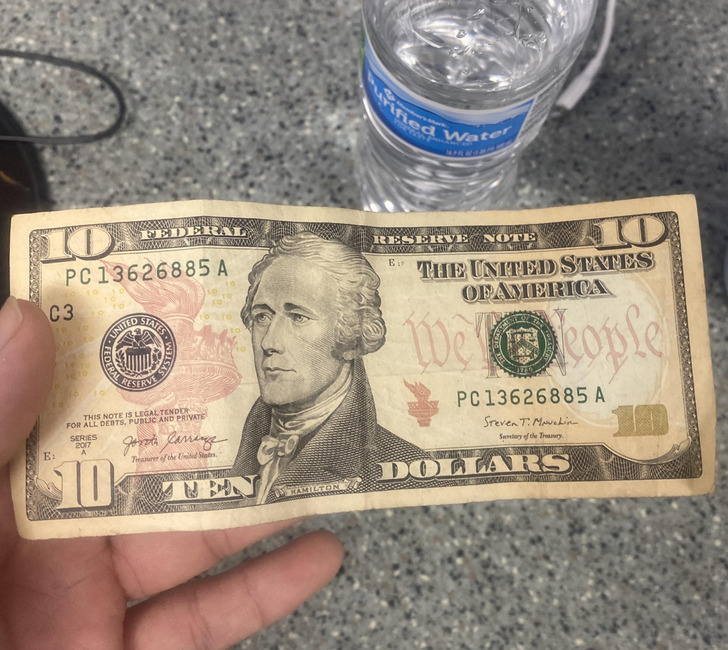 Purified Water
10
FEDERAL RESERVE NOTE
10
PC 13626885 A
THE UNITED STATES
OF AMERICA
C3
UNITED STATES
FEDERAL RESERVE SYSTEM
We the People
PC 13626885 A
THIS NOTE IS LEGAL TENDER
FOR ALL DEBTS, PUBLIC AND PRIVATE
SERIES
2017
A
Steven T. Mnuchin
Secretary of the Treasury.
Treasurer of the United States.
10
10
TEN
HAMILTON
DOLLARS